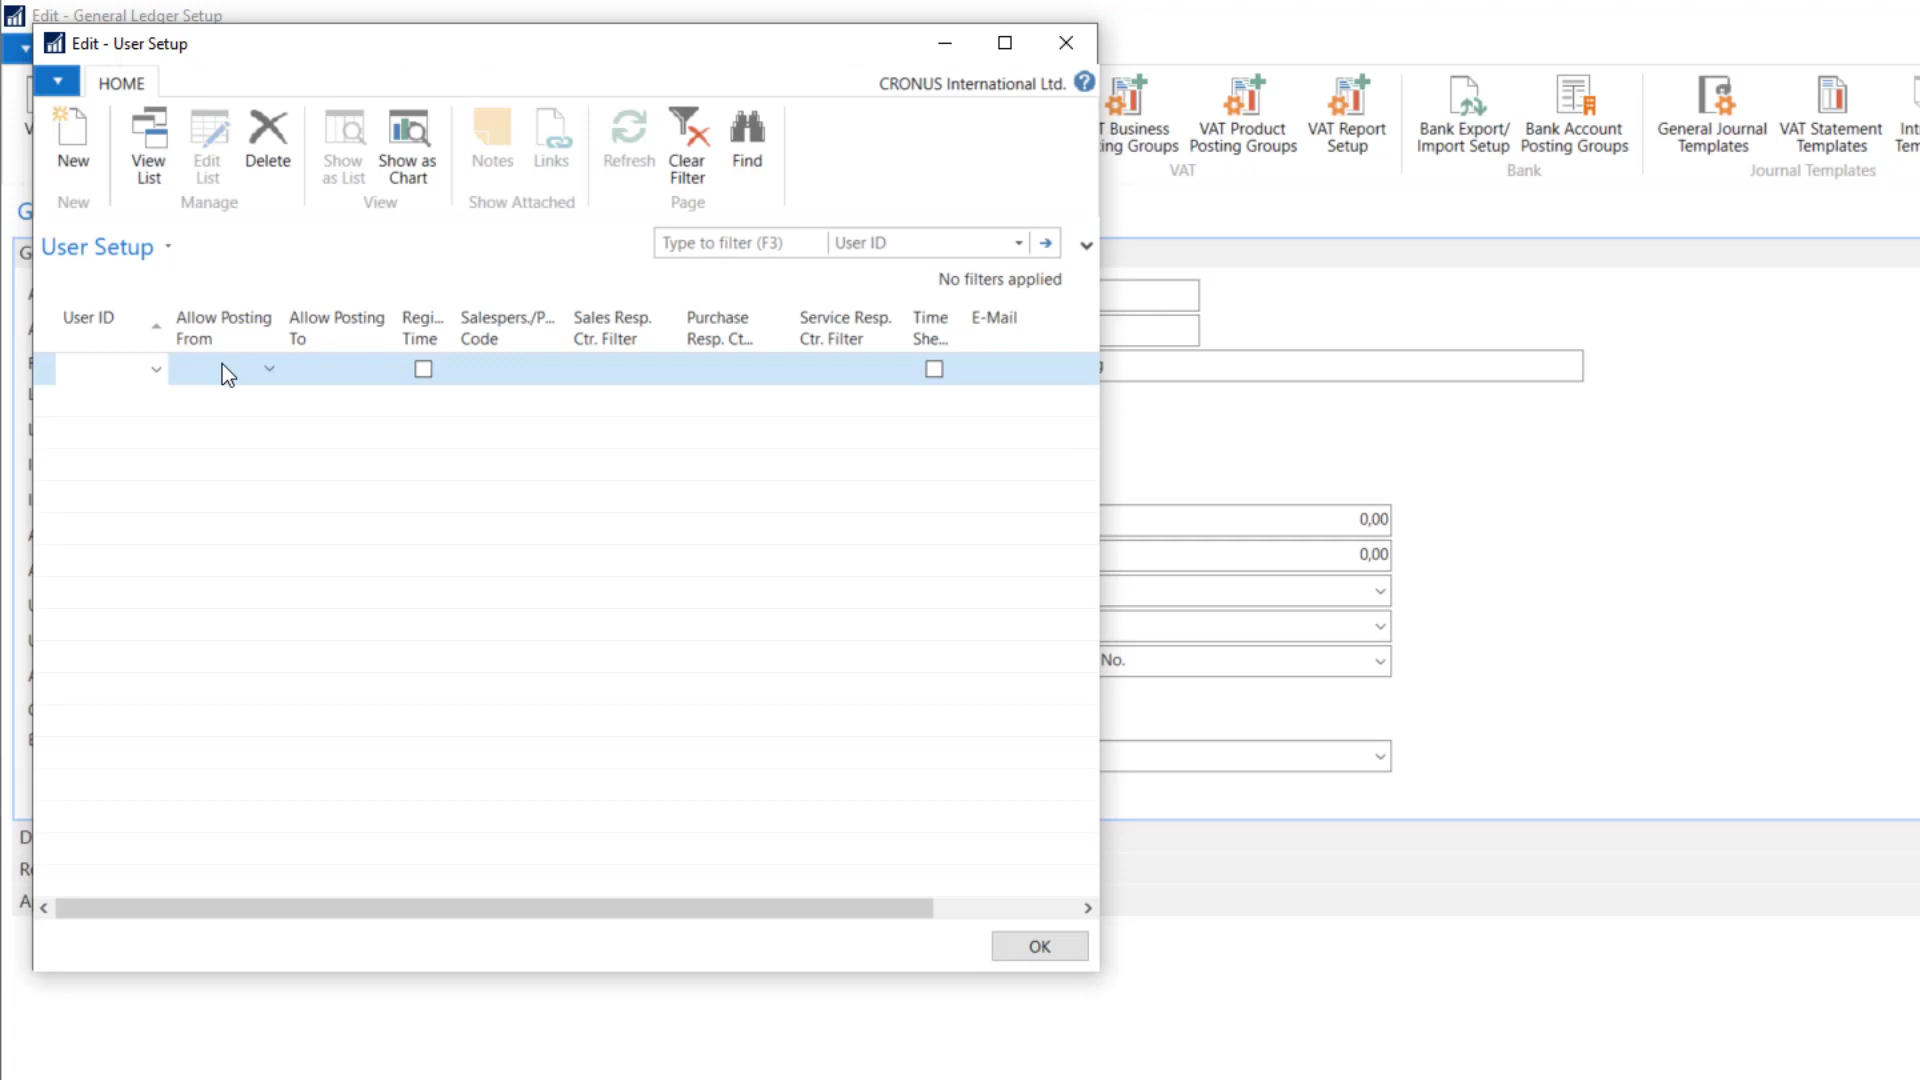 Edit - General Ledger Setup
Edit - User Setup
HOME
CRONUS International Ltd.
New
View
List
Edit
List
Delete
Show
as List
Show as
Chart
Notes
Links
Refresh
Clear
Filter
Find
New
Manage
View
Show Attached
Page
T Business
ing Groups
VAT Product
Posting Groups
VAT Report
Setup
Bank Export/
Import Setup
Bank Account
Posting Groups
General Journal
Templates
VAT Statement
Templates
VAT
Bank
Journal Templates
User Setup
Type to filter (F3)
User ID
No filters applied
User ID
Allow Posting
From
Allow Posting
To
Regi...
Time
Salespers./P...
Code
Sales Resp.
Ctr. Filter
Purchase
Resp. Ct...
Service Resp.
Ctr. Filter
Time
She...
E-Mail
0,00
0,00
No.
OK